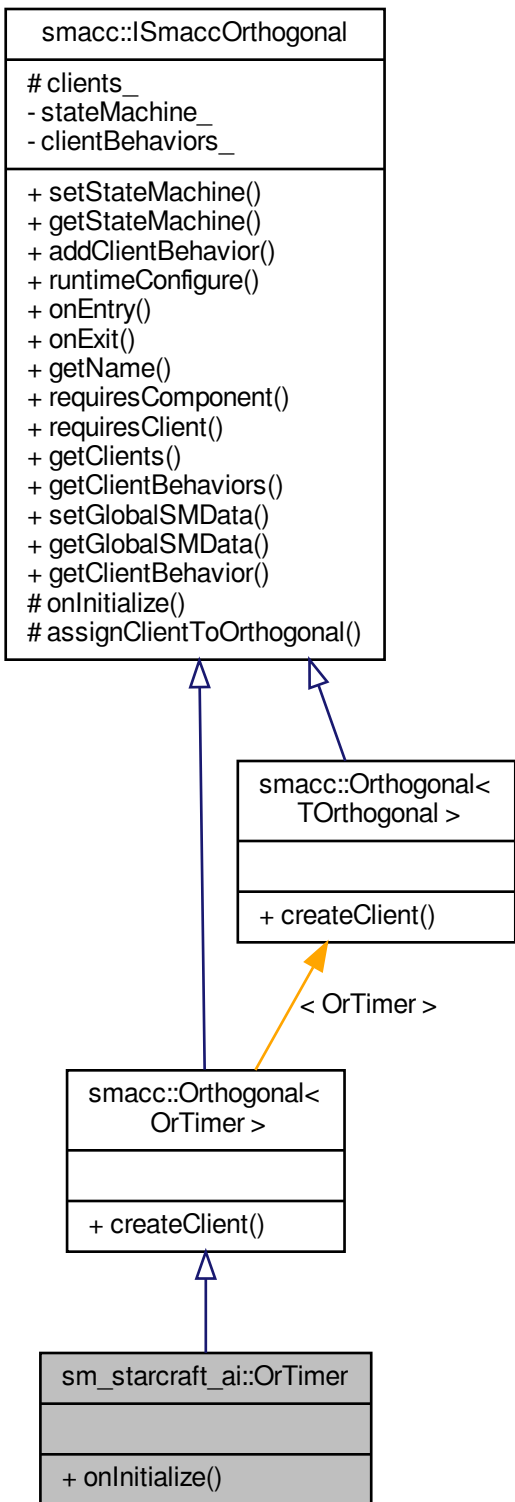 smacc::ISmaccOrthogonal
# clients_
- stateMachine_
- clientBehaviors_
+ setStateMachine()
+ getStateMachine()
+ addClientBehavior()
+ runtimeConfigure()
+ onEntry()
+ onExit()
+ getName()
+ requiresComponent()
+ requiresClient()
+ getClients()
+ getClientBehaviors()
+ setGlobalSMData()
+ getGlobalSMData()
+ getClientBehavior()
# onInitialize()
# assignClientToOrthogonal()
smacc::Orthogonal<
TOrthogonal >
+ createClient()
< OrTimer >
smacc::Orthogonal<
OrTimer >
+ createClient()
sm_starcraft_ai::OrTimer
+ onInitialize()